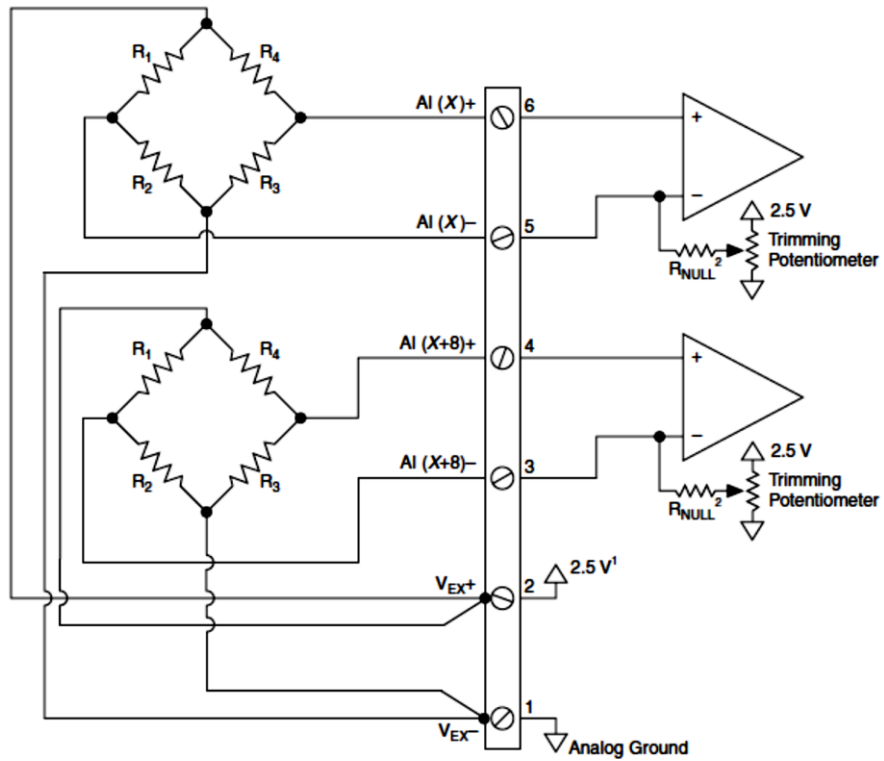 R1
R4
R2
R3
AI (X)+
6
AI (X)–
5
+
–
2.5 V
Trimming
Potentiometer
RNULL2
R1
R4
R2
R3
AI (X+8)+
4
AI (X+8)–
3
+
–
2.5 V
Trimming
Potentiometer
RNULL2
VEX+
2
2.5 V1
VEX–
1
Analog Ground